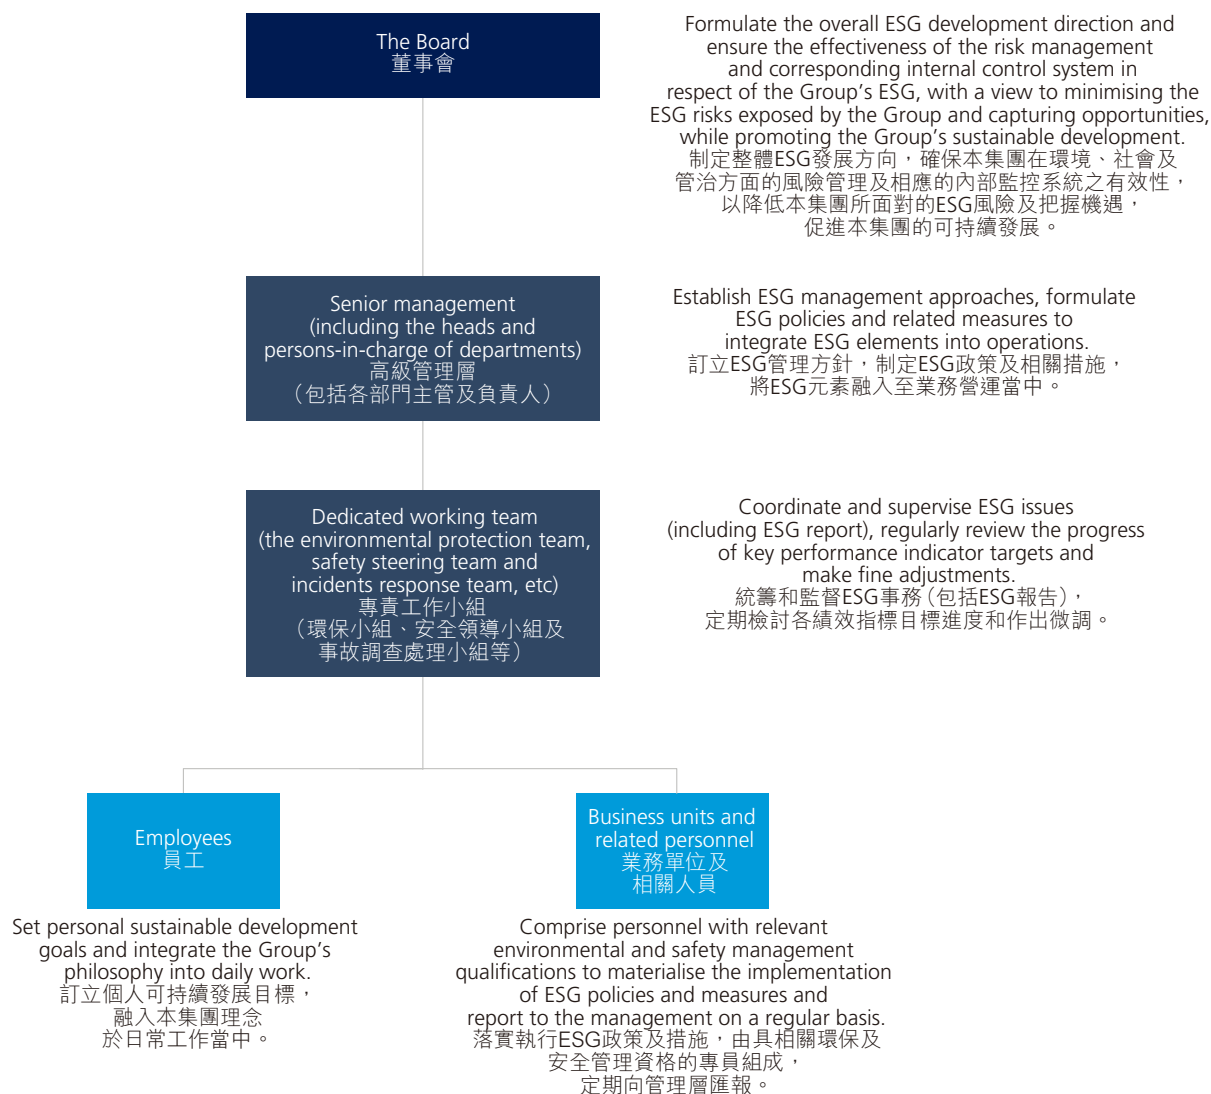 The Board
董事會
Formulate the overall ESG development direction and
ensure the effectiveness of the risk management
and corresponding internal control system in
respect of the Group's ESG, with a view to minimising the
ESG risks exposed by the Group and capturing opportunities,
while promoting the Group's sustainable development.
制定整體ESG發展方向，確保本集團在環境、社會及
管治方面的風險管理及相應的內部監控系統之有效性，
以降低本集團所面對的ESG風險及把握機遇，
促進本集團的可持續發展。
Senior management
(including the heads and
persons-in-charge of departments)
高級管理層
（包括各部門主管及負責人）
Establish ESG management approaches, formulate
ESG policies and related measures to
integrate ESG elements into operations.
訂立ESG管理方針，制定ESG政策及相關措施，
將ESG元素融入至業務營運當中。
Dedicated working team
(the environmental protection team,
safety steering team and
incidents response team, etc)
專責工作小組
（環保小組、安全領導小組及
事故調查處理小組等）
Coordinate and supervise ESG issues
(including ESG report), regularly review the progress
of key performance indicator targets and
make fine adjustments.
統籌和監督ESG事務（包括ESG報告），
定期檢討各績效指標目標進度和作出微調。
Employees
員工
Set personal sustainable development
goals and integrate the Group's
philosophy into daily work.
訂立個人可持續發展目標，
融入本集團理念
於日常工作當中。
Business units and
related personnel
業務單位及
相關人員
Comprise personnel with relevant
environmental and safety management
qualifications to materialise the implementation
of ESG policies and measures and
report to the management on a regular basis.
落實執行ESG政策及措施，由具相關環保及
安全管理資格的專員組成，
定期向管理層匯報。